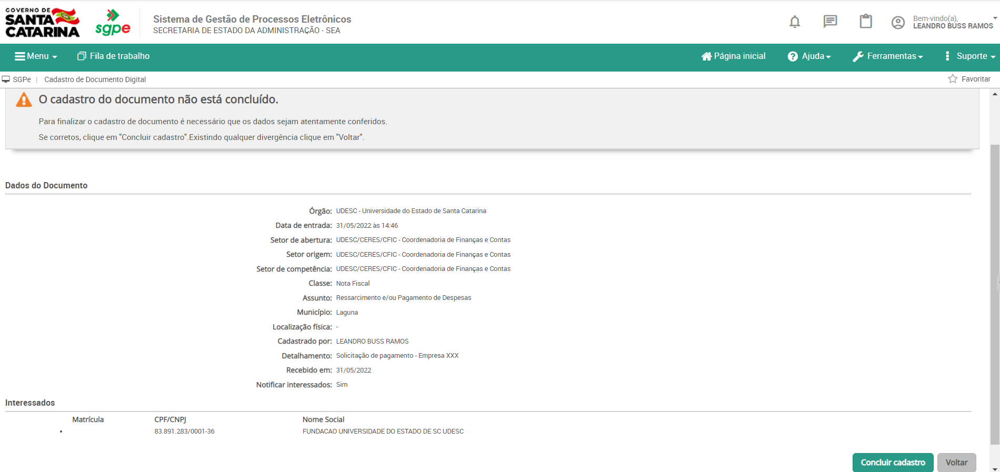 GOVERNO DE
SANTA
CATARINA
sgpe
Sistema de Gestão de Processos Eletrônicos
SECRETARIA DE ESTADO DA ADMINISTRAÇÃO - SEA
Bem-vindo(a),
LEANDRO BUSS RAMOS
Menu
Fila de trabalho
Página inicial
Ajuda
Ferramentas
Suporte
SGPe | Cadastro de Documento Digital
Favoritar
O cadastro do documento não está concluído.
Para finalizar o cadastro de documento é necessário que os dados sejam atentamente conferidos.
Se corretos, clique em "Concluir cadastro".Existindo qualquer divergência clique em "Voltar".
Dados do Documento
Órgão: UDESC - Universidade do Estado de Santa Catarina
Data de entrada: 31/05/2022 às 14:46
Setor de abertura: UDESC/CERES/CFIC - Coordenadoria de Finanças e Contas
Setor origem: UDESC/CERES/CFIC - Coordenadoria de Finanças e Contas
Setor de competência: UDESC/CERES/CFIC - Coordenadoria de Finanças e Contas
Classe: Nota Fiscal
Assunto: Ressarcimento e/ou Pagamento de Despesas
Município: Laguna
Localização física: -
Cadastrado por: LEANDRO BUSS RAMOS
Detalhamento: Solicitação de pagamento - Empresa XXX
Recebido em: 31/05/2022
Notificar interessados: Sim
Interessados
Matrícula CPF/CNPJ Nome Social
• 83.891.283/0001-36 FUNDACAO UNIVERSIDADE DO ESTADO DE SC UDESC
Concluir cadastro
Voltar